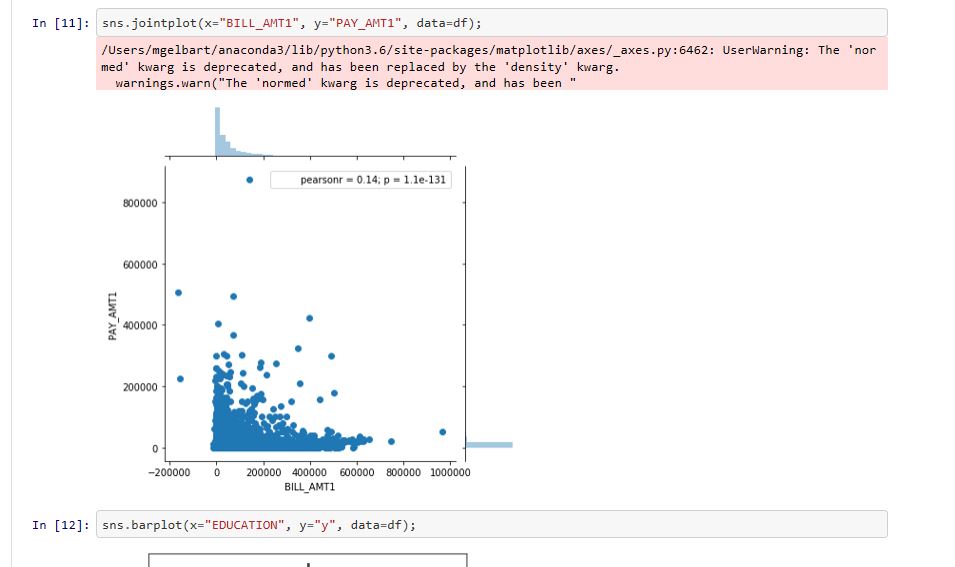 In [11]: sns.jointplot(x="BILL_AMT1", y="PAY_AMT1", data=df);
/Users/mgelbart/anaconda3/lib/python3.6/site-packages/matplotlib/axes/_axes.py:6462: UserWarning: The 'nor
med' kwarg is deprecated, and has been replaced by the 'density' kwarg.
warnings.warn("The 'normed' kwarg is deprecated, and has been "
pearsonr = 0.14; p = 1.1e-131
800000
600000
400000
200000
0
PAY_AMT1
−200000 0 200000 400000 600000 800000 1000000
BILL_AMT1
In [12]: sns.barplot(x="EDUCATION", y="y", data=df);